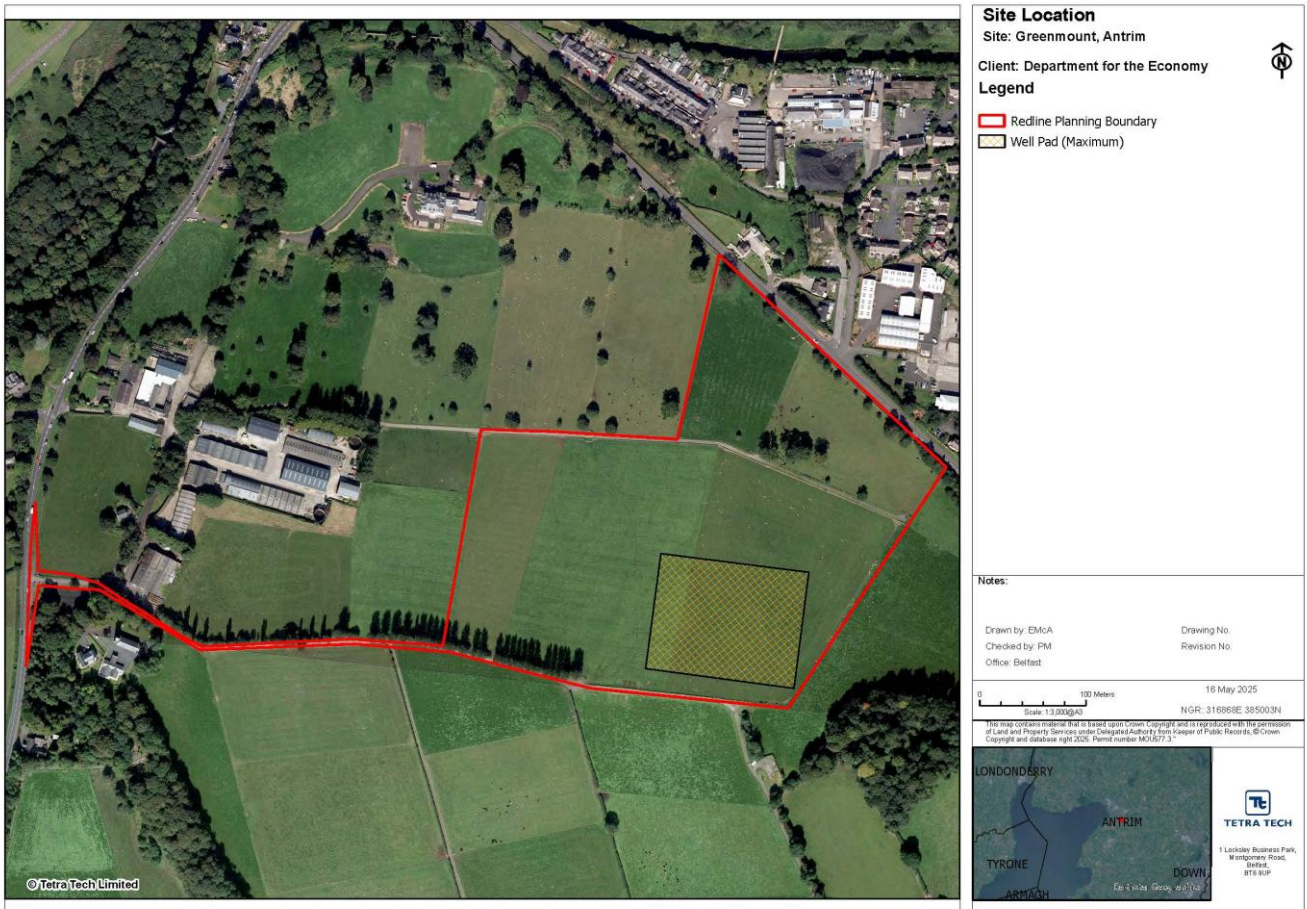 Site Location
Site: Greenmount, Antrim
N
Client: Department for the Economy
Legend
Redline Planning Boundary
Well Pad (Maximum)
Notes:
Drawn by: EMcA
Drawing No.
Checked by: PM
Revision No.
Office: Belfast
0
100 Meters
Scale: 1:3,000@A3
16 May 2025
NGR: 316868E 385003N
This map contains material that is based upon Crown Copyright and is reproduced with the permission
of Land and Property Services under Delegated Authority from Keeper of Public Records, © Crown
Copyright and database right 2025. Permit number MOU577.3."
LONDONDERRY
ANTRIM
TYRONE
DOWN
ARMAGH
TETRA TECH
1 Locksley Business Park,
Montgomery Road,
Belfast,
BT6 9UP
© Tetra Tech Limited